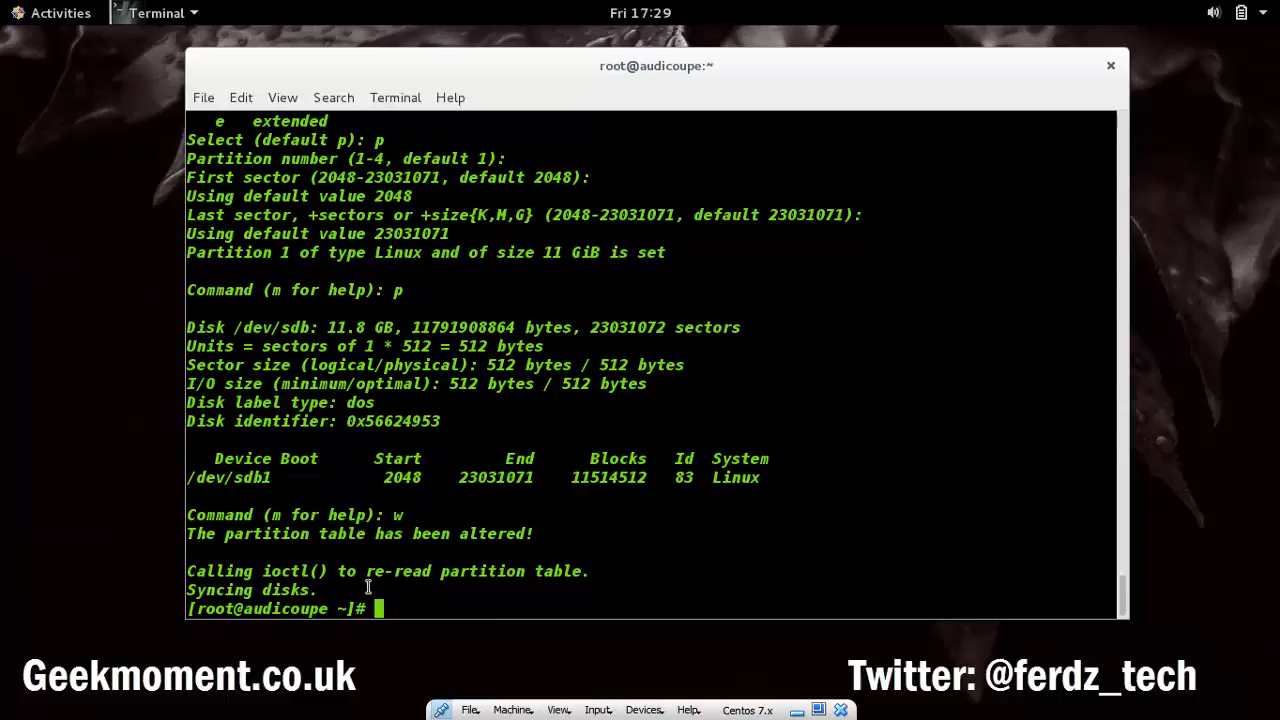 Activities Terminal Fri 17:29
root@audicoupe:~
File Edit View Search Terminal Help
e extended
Select (default p): p
Partition number (1-4, default 1):
First sector (2048-23031071, default 2048):
Using default value 2048
Last sector, +sectors or +size{K,M,G} (2048-23031071, default 23031071):
Using default value 23031071
Partition 1 of type Linux and of size 11 GiB is set
Command (m for help): p
Disk /dev/sdb: 11.8 GB, 11791908864 bytes, 23031072 sectors
Units = sectors of 1 * 512 = 512 bytes
Sector size (logical/physical): 512 bytes / 512 bytes
I/O size (minimum/optimal): 512 bytes / 512 bytes
Disk label type: dos
Disk identifier: 0x56624953
Device Boot Start End Blocks Id System
/dev/sdb1 2048 23031071 11514512 83 Linux
Command (m for help): w
The partition table has been altered!
Calling ioctl() to re-read partition table.
Syncing disks.
[root@audicoupe ~]#
Geekmoment.co.uk Twitter: @ferdz_tech
File Machine View Input Devices Help Centos 7.x